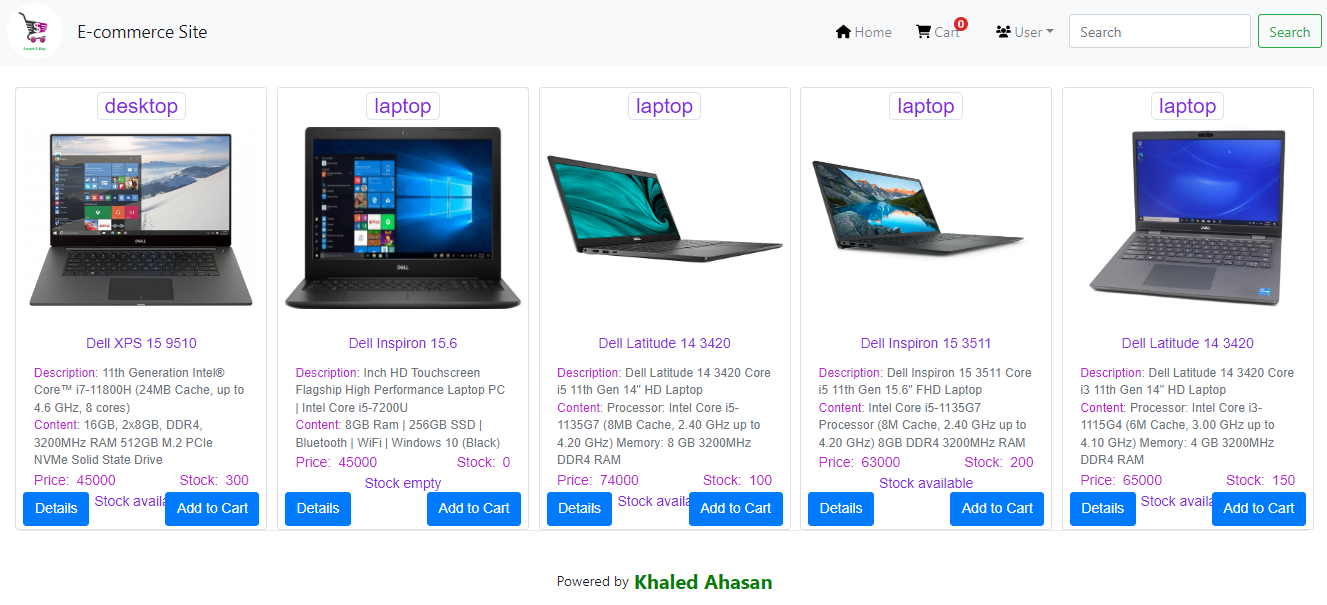 E-commerce Site
Home
Cart
0
User
Search
Search
desktop
DELL
Dell XPS 15 9510
Description: 11th Generation Intel®
Core™ i7-11800H (24MB Cache, up to
4.6 GHz, 8 cores)
Content: 16GB, 2x8GB, DDR4,
3200MHz RAM 512GB M.2 PCIe
NVMe Solid State Drive
Price: 45000 Stock: 300
Stock availa
Details
Add to Cart
laptop
DELL
Dell Inspiron 15.6
Description: Inch HD Touchscreen
Flagship High Performance Laptop PC
| Intel Core i5-7200U
Content: 8GB Ram | 256GB SSD |
Bluetooth | WiFi | Windows 10 (Black)
Price: 45000 Stock: 0
Stock empty
Details
Add to Cart
laptop
Dell Latitude 14 3420
Description: Dell Latitude 14 3420 Core
i5 11th Gen 14" HD Laptop
Content: Processor: Intel Core i5-
1135G7 (8MB Cache, 2.40 GHz up to
4.20 GHz) Memory: 8 GB 3200MHz
DDR4 RAM
Price: 74000 Stock: 100
Stock availa
Details
Add to Cart
laptop
Dell Inspiron 15 3511
Description: Dell Inspiron 15 3511 Core
i5 11th Gen 15.6" FHD Laptop
Content: Intel Core i5-1135G7
Processor (8M Cache, 2.40 GHz up to
4.20 GHz) 8GB DDR4 3200MHz RAM
Price: 63000 Stock: 200
Stock available
Details
Add to Cart
laptop
DELL
Dell Latitude 14 3420
Description: Dell Latitude 14 3420 Core
i3 11th Gen 14" HD Laptop
Content: Processor: Intel Core i3-
1115G4 (6M Cache, 3.00 GHz up to
4.10 GHz) Memory: 4 GB 3200MHz
DDR4 RAM
Price: 65000 Stock: 150
Stock availa
Details
Add to Cart
Powered by Khaled Ahasan